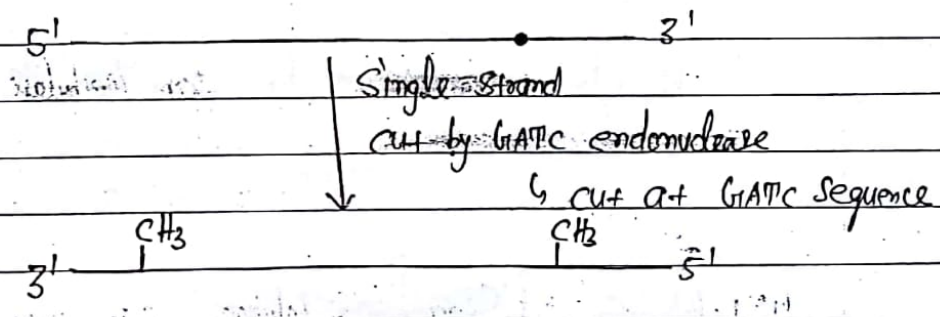 5' 3'
Single-strand
cut by GATC endonuclease
↳ cut at GATC Sequence
CH3 CH3
3' 5'